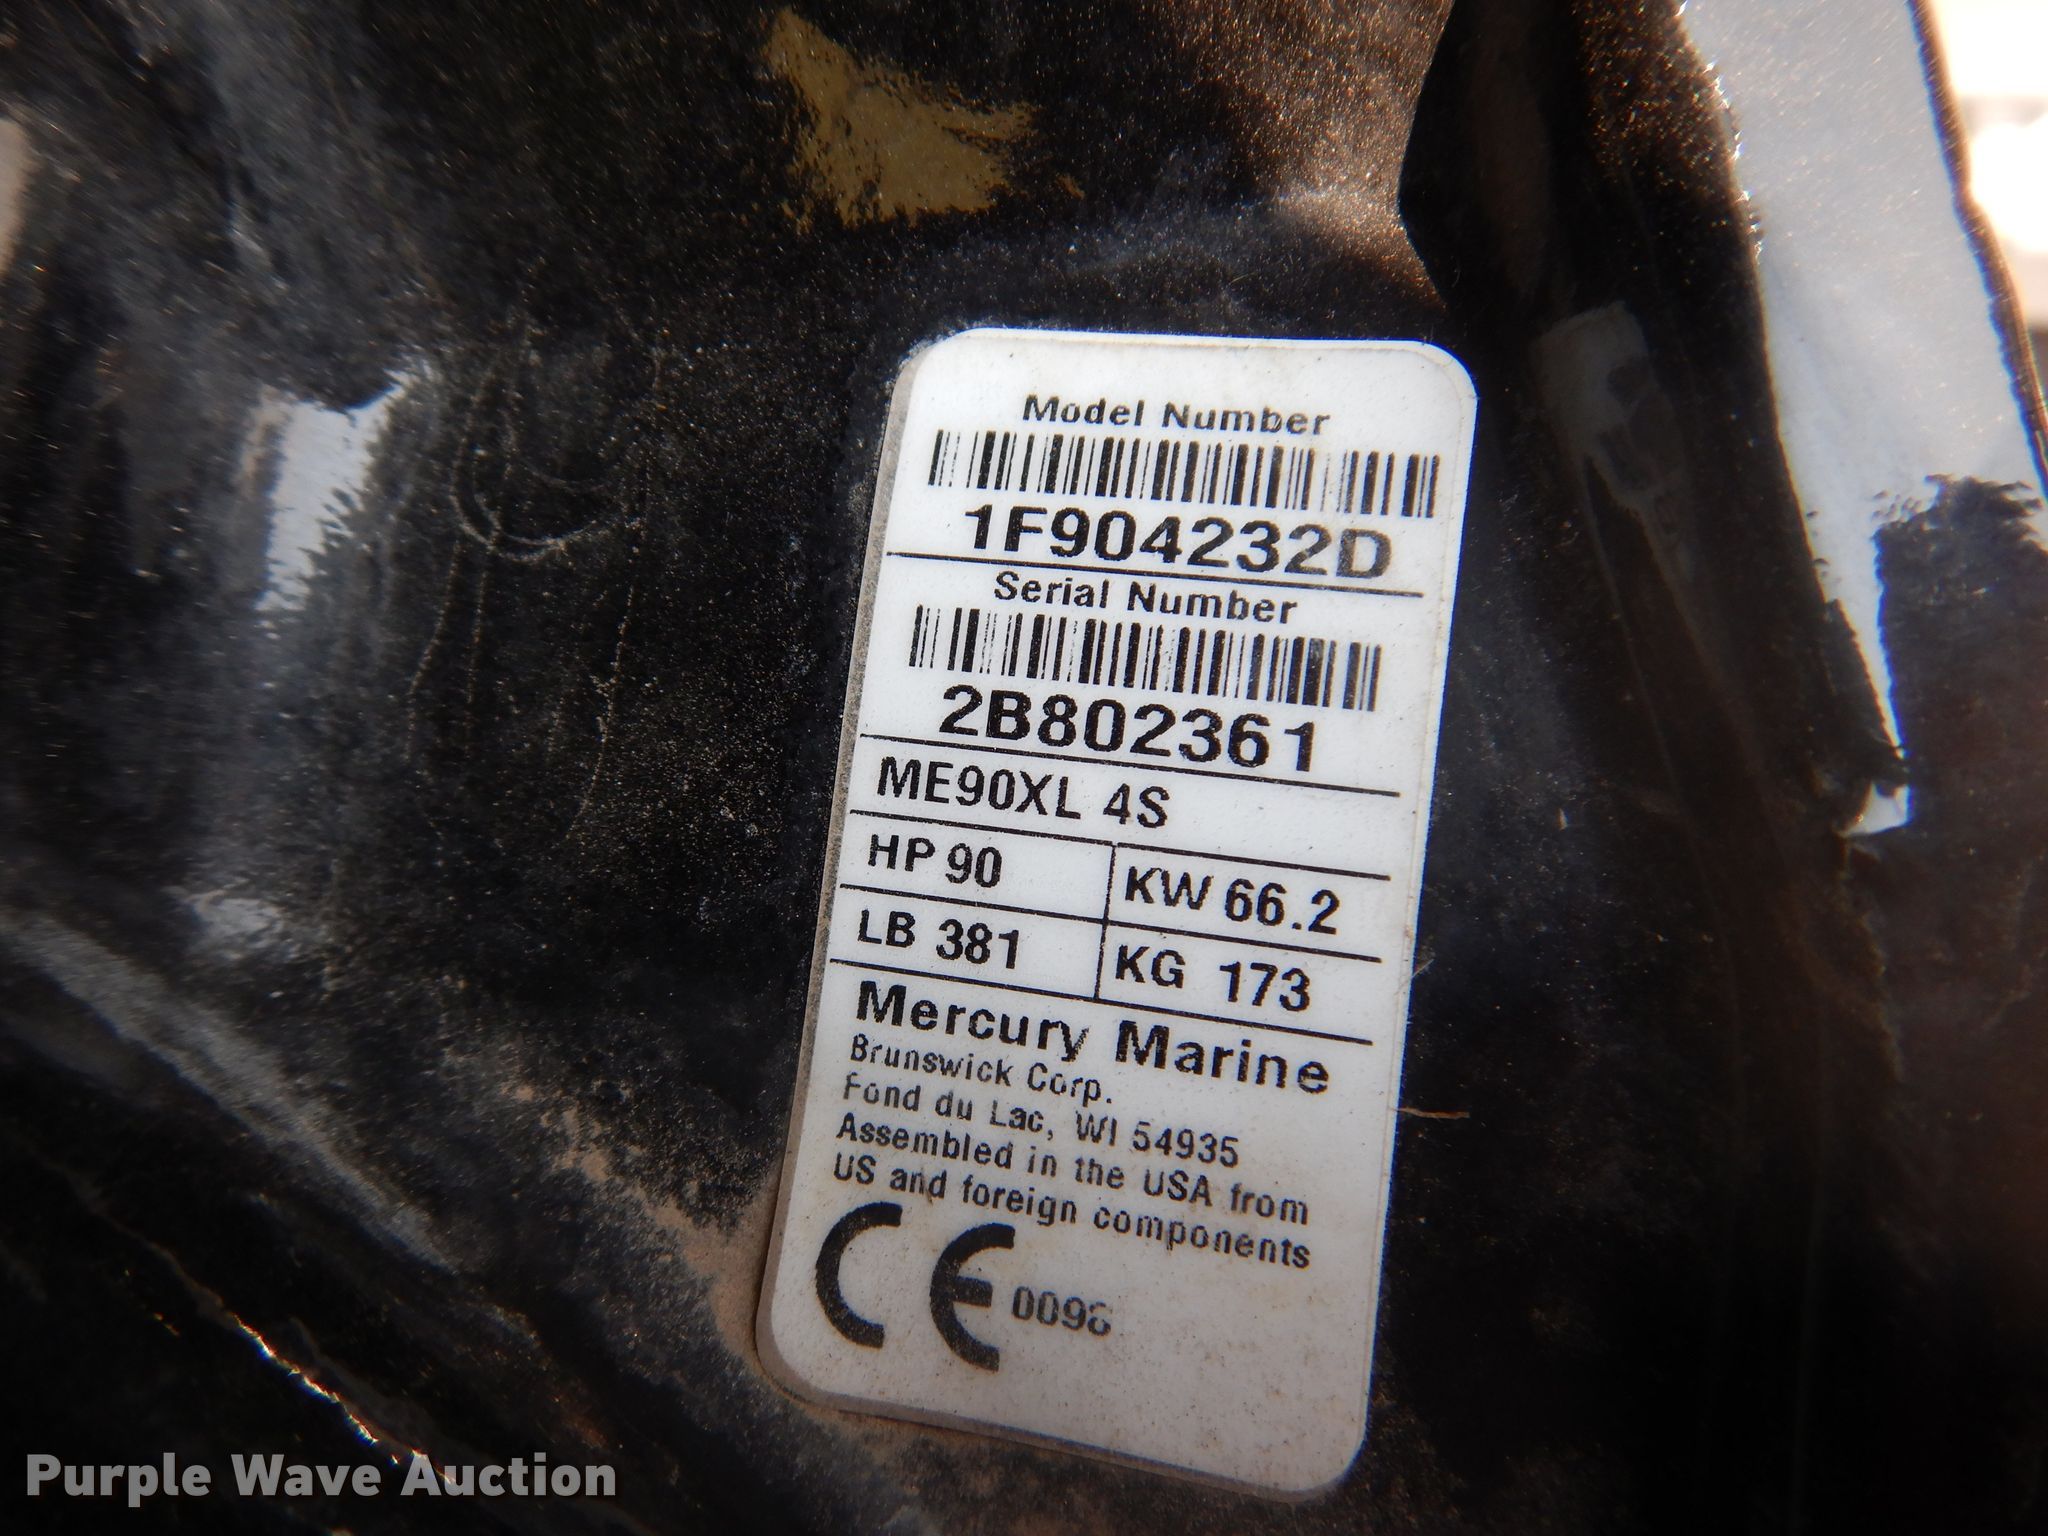 Model Number
1F904232D
Serial Number
2B802361
ME90XL 4S
HP 90 KW 66.2
LB 381 KG 173
Mercury Marine
Brunswick Corp.
Fond du Lac, WI 54935
Assembled in the USA from
US and foreign components
CE 0098
Purple Wave Auction